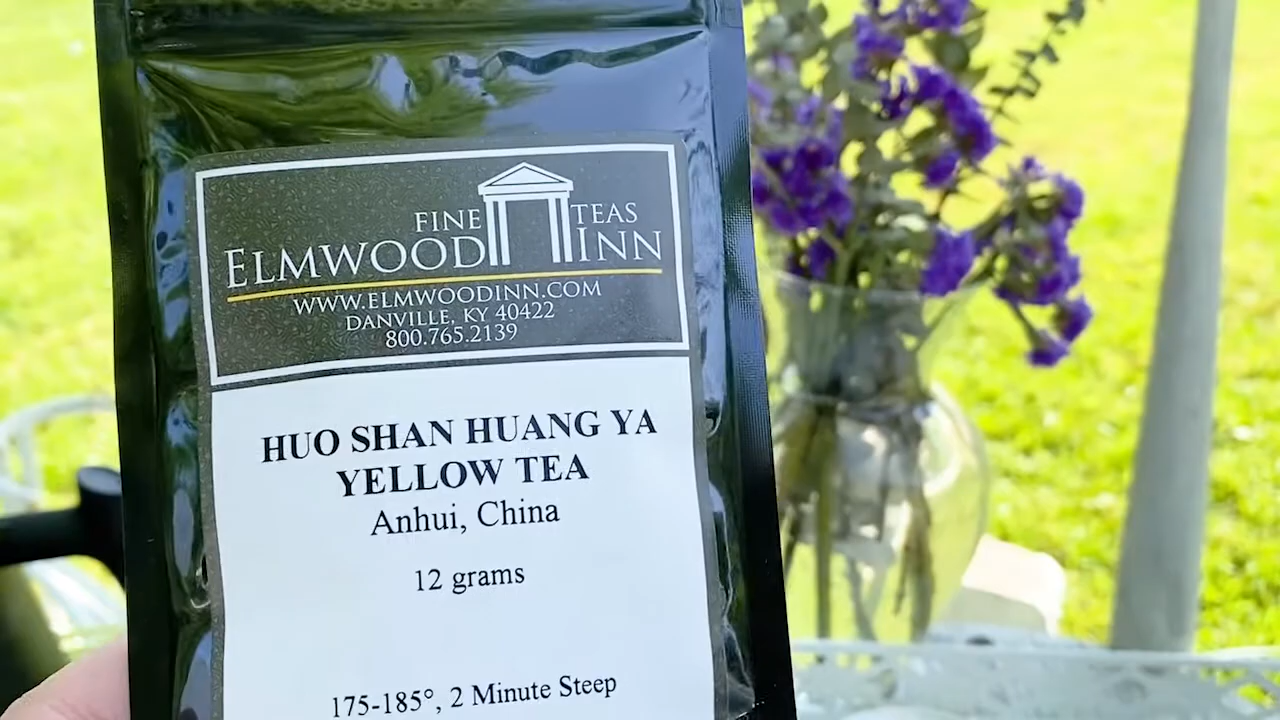 FINE TEAS
ELMWOOD INN
WWW.ELMWOODINN.COM
DANVILLE, KY 40422
800.765.2139
HUO SHAN HUANG YA
YELLOW TEA
Anhui, China
12 grams
175-185°, 2 Minute Steep